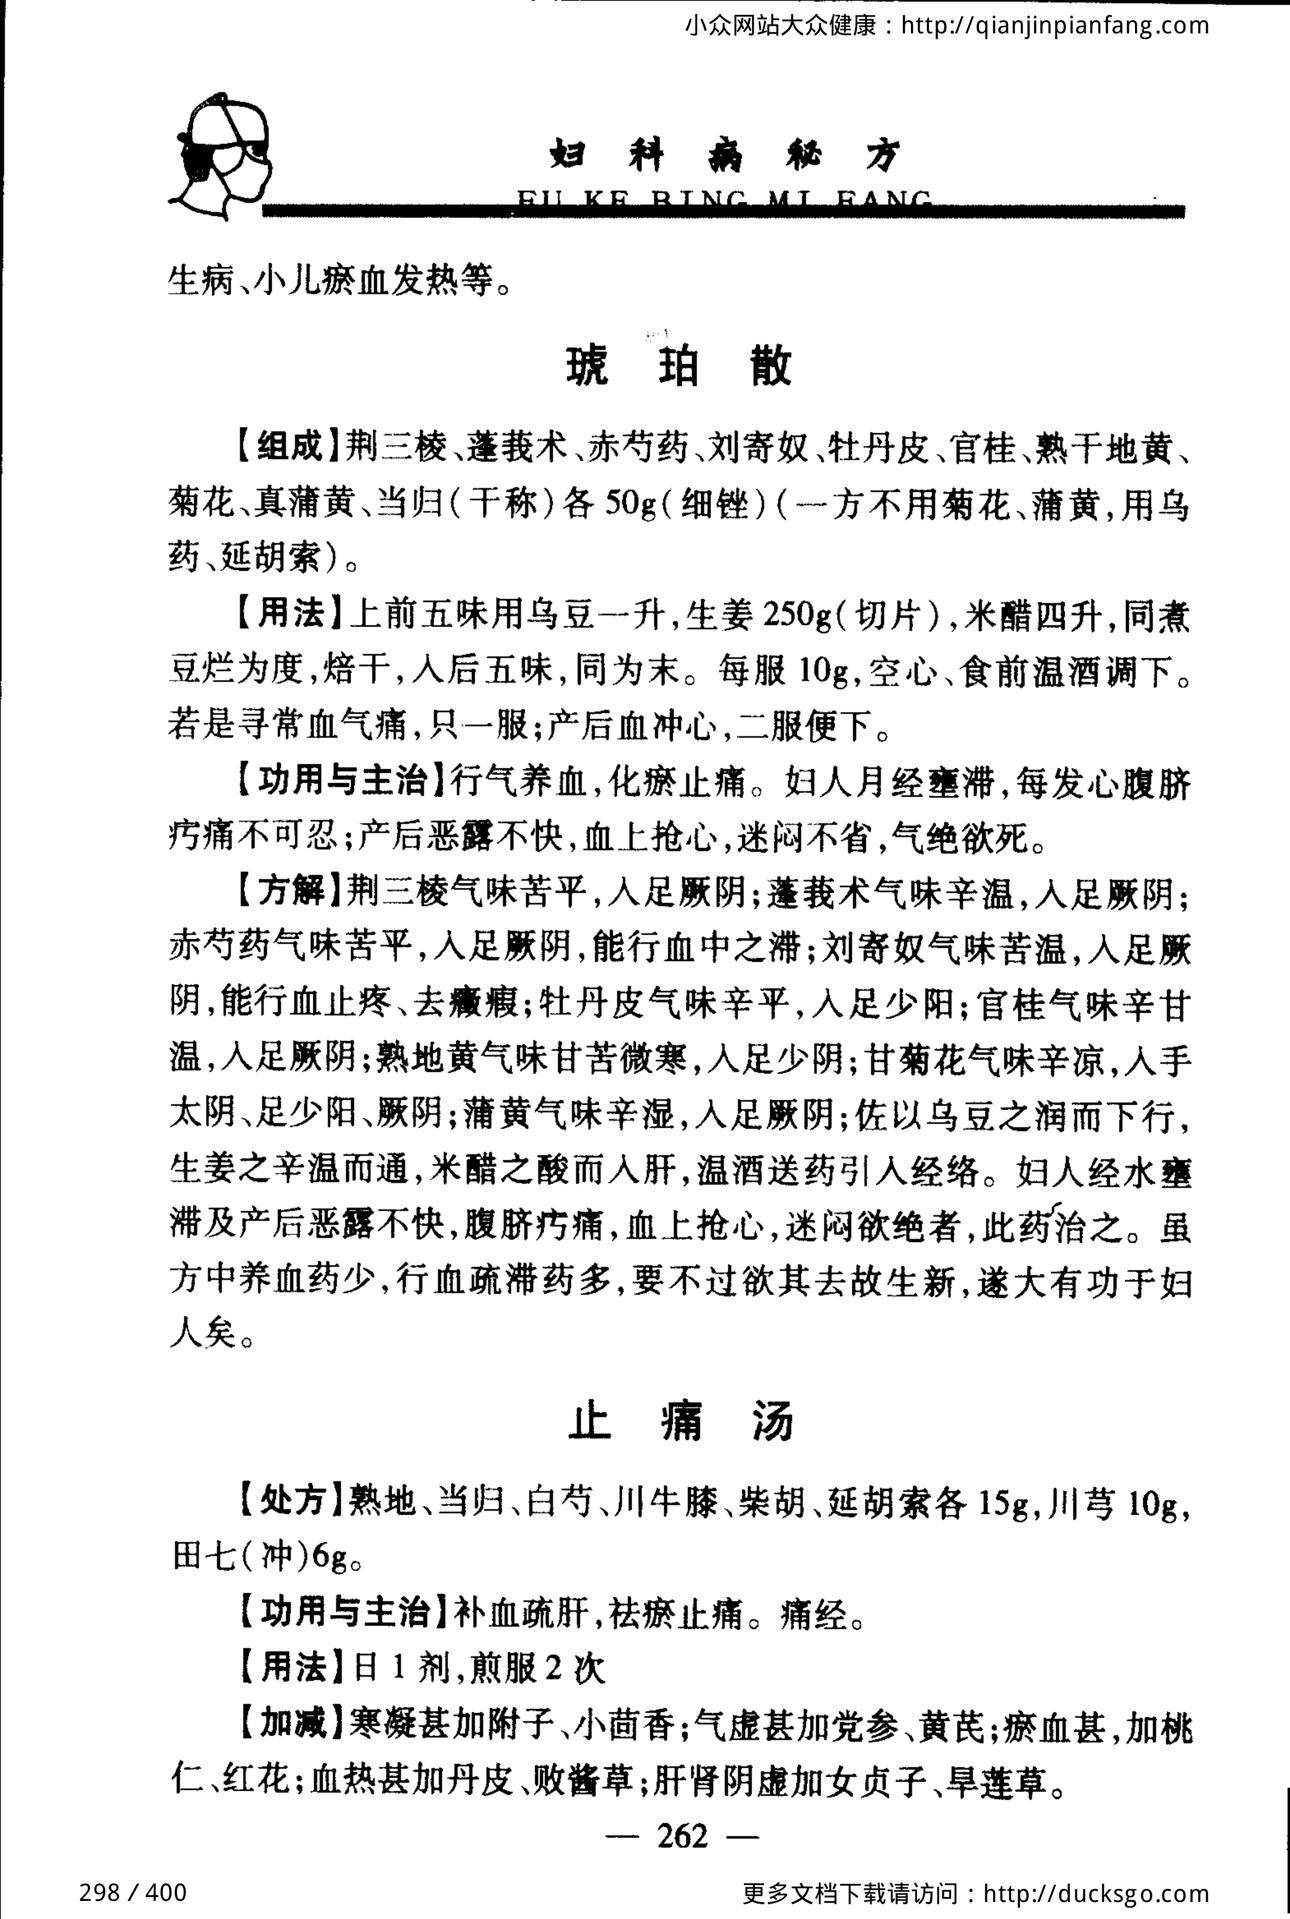 小众网站大众健康：http://qianjinpianfang.com
妇科病秘方
FU KE BING MI FANG
生病、小儿瘀血发热等。
琥珀散
【组成】荆三棱、蓬莪术、赤芍药、刘寄奴、牡丹皮、官桂、熟干地黄、
菊花、真蒲黄、当归(干称)各50g(细锉)(一方不用菊花、蒲黄,用乌
药、延胡索)。
【用法】上前五味用乌豆一升,生姜250g(切片),米醋四升,同煮
豆烂为度,焙干,入后五味,同为末。每服10g,空心、食前温酒调下。
若是寻常血气痛,只一服;产后血冲心,二服便下。
【功用与主治】行气养血,化瘀止痛。妇人月经壅滞,每发心腹脐
疞痛不可忍;产后恶露不快,血上抢心,迷闷不省,气绝欲死。
【方解】荆三棱气味苦平,入足厥阴;蓬莪术气味辛温,入足厥阴;
赤芍药气味苦平,入足厥阴,能行血中之滞;刘寄奴气味苦温,入足厥
阴,能行血止疼、去癥瘕;牡丹皮气味辛平,入足少阳;官桂气味辛甘
温,入足厥阴;熟地黄气味甘苦微寒,入足少阴;甘菊花气味辛凉,入手
太阴、足少阳、厥阴;蒲黄气味辛湿,入足厥阴;佐以乌豆之润而下行,
生姜之辛温而通,米醋之酸而入肝,温酒送药引入经络。妇人经水壅
滞及产后恶露不快,腹脐疞痛,血上抢心,迷闷欲绝者,此药治之。虽
方中养血药少,行血疏滞药多,要不过欲其去故生新,遂大有功于妇
人矣。
止痛汤
【处方】熟地、当归、白芍、川牛膝、柴胡、延胡索各15g,川芎10g,
田七(冲)6g。
【功用与主治】补血疏肝,祛瘀止痛。痛经。
【用法】日1剂,煎服2次
【加减】寒凝甚加附子、小茴香;气虚甚加党参、黄芪;瘀血甚,加桃
仁、红花;血热甚加丹皮、败酱草;肝肾阴虚加女贞子、旱莲草。
— 262 —
298 / 400
更多文档下载请访问：http://ducksgo.com